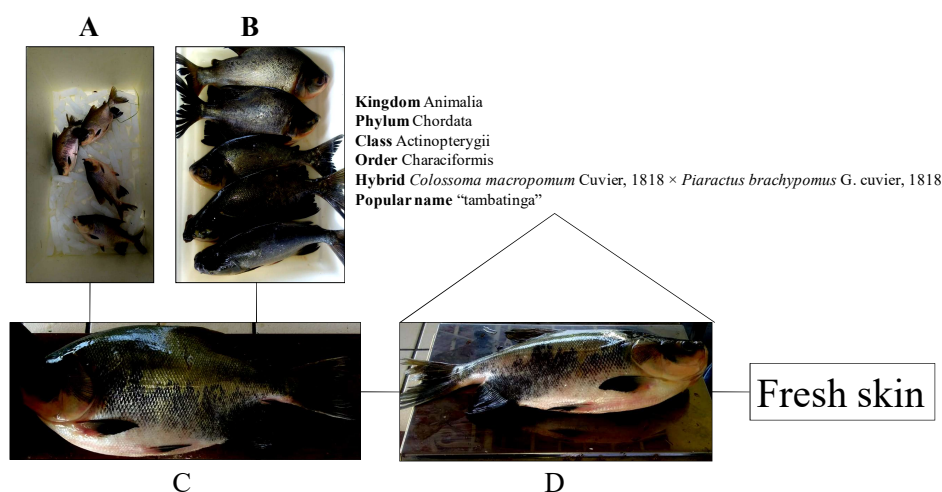 A
B
Kingdom Animalia
Phylum Chordata
Class Actinopterygii
Order Characiformis
Hybrid Colossoma macropomum Cuvier, 1818 × Piaractus brachypomus G. cuvier, 1818
Popular name “tambatinga”
Fresh skin
C
D